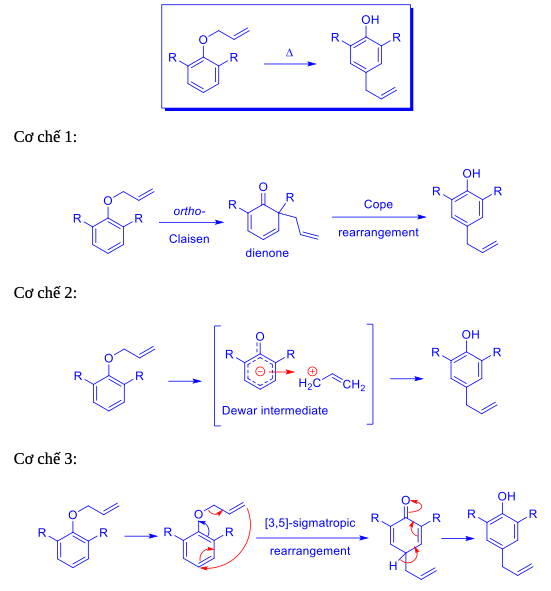 OH
O
R R
Δ
R R
Cơ chế 1:
O
R R
ortho-
Claisen
O
R
R
dienone
Cope
rearrangement
OH
R R
Cơ chế 2:
O
R R
O
R R
⊖
⊕
H2C CH2
Dewar intermediate
OH
R R
Cơ chế 3:
O
R R
O
R R
[3,5]-sigmatropic
rearrangement
O
R R
H
OH
R R